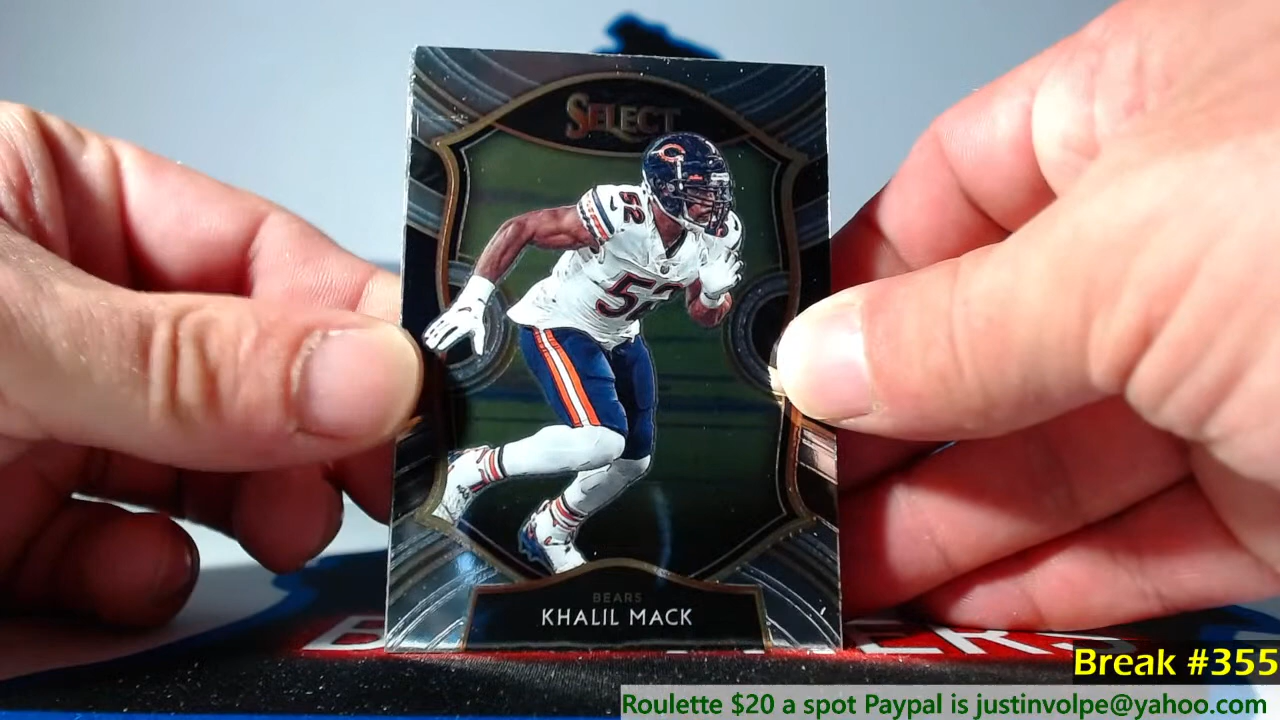 SELECT
52
52
BEARS
KHALIL MACK
Break #355
Roulette $20 a spot Paypal is justinvolpe@yahoo.com